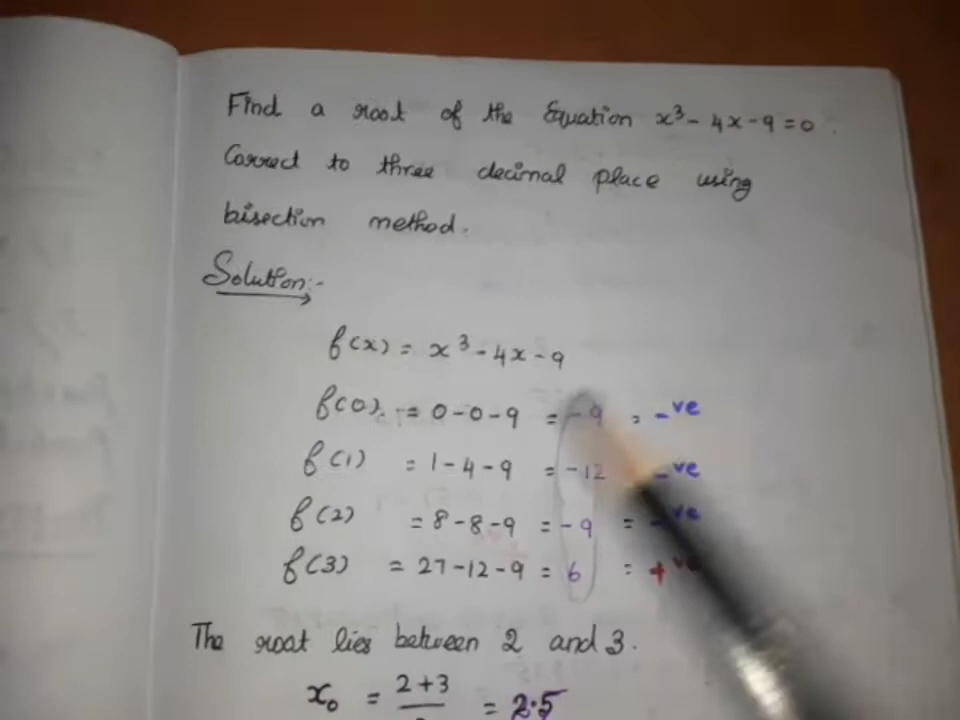 Find a root of the Equation x³ - 4x - 9 = 0.
Correct to three decimal place using
bisection method.
Solution:-
f(x) = x³ - 4x - 9
f(0) = 0 - 0 - 9 = -9 = -ve
f(1) = 1 - 4 - 9 = -12 -ve
f(2) = 8 - 8 - 9 = -9 = -ve
f(3) = 27 - 12 - 9 = 6 = +ve
The root lies between 2 and 3.
x₀ = 2+3 = 2.5